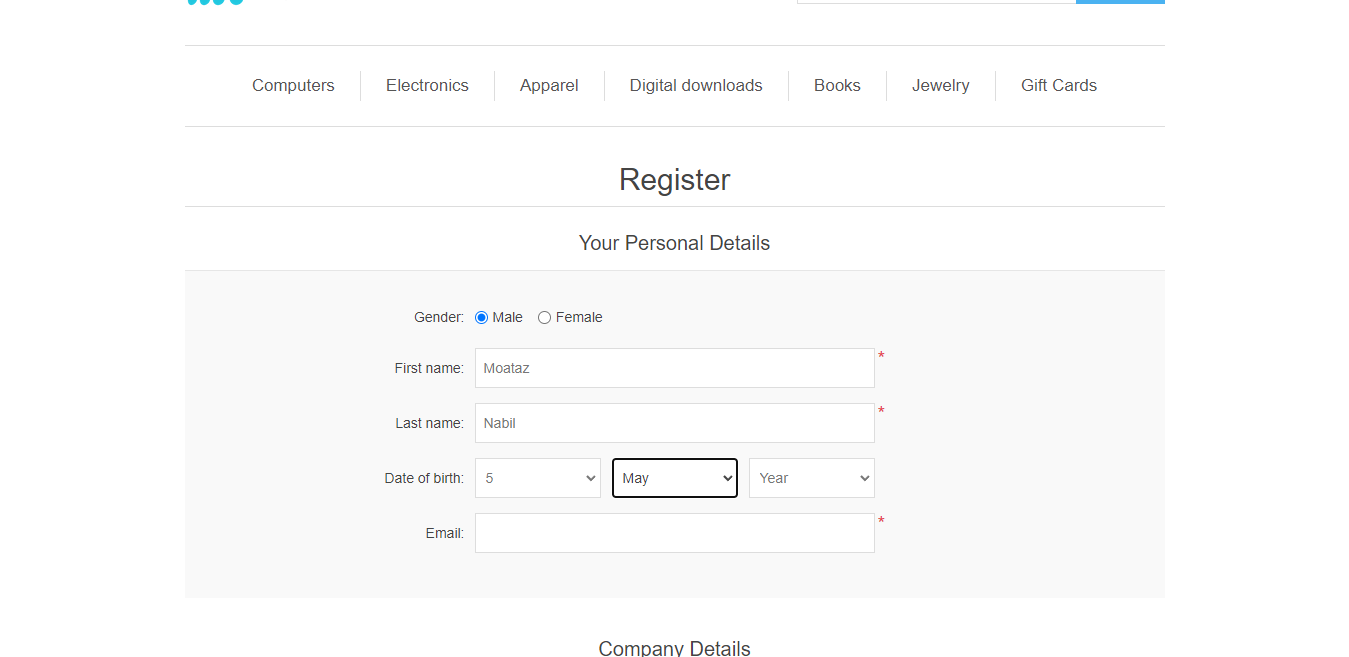 Computers Electronics Apparel Digital downloads Books Jewelry Gift Cards
Register
Your Personal Details
Gender: Male Female
First name: Moataz *
Last name: Nabil *
Date of birth: 5 May Year
Email: *
Company Details